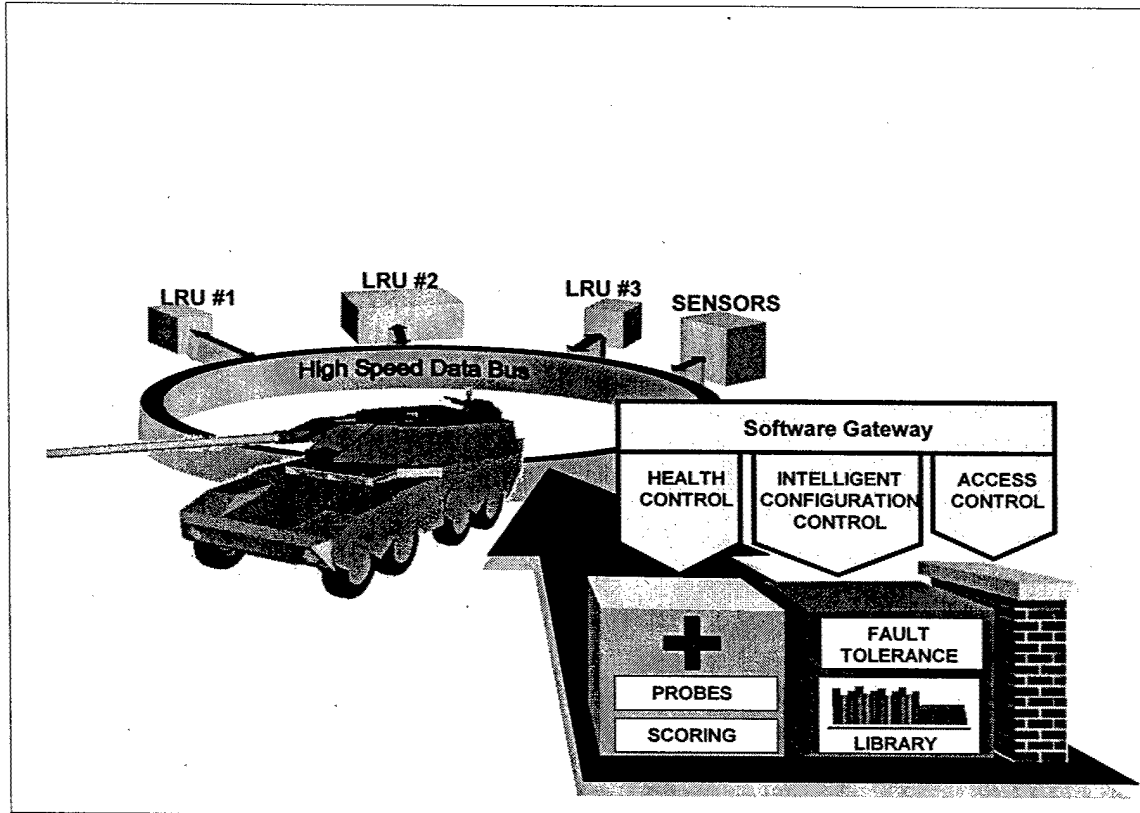 LRU #1
LRU #2
LRU #3
SENSORS
High Speed Data Bus
Software Gateway
HEALTH
CONTROL
INTELLIGENT
CONFIGURATION
CONTROL
ACCESS
CONTROL
PROBES
SCORING
FAULT
TOLERANCE
LIBRARY